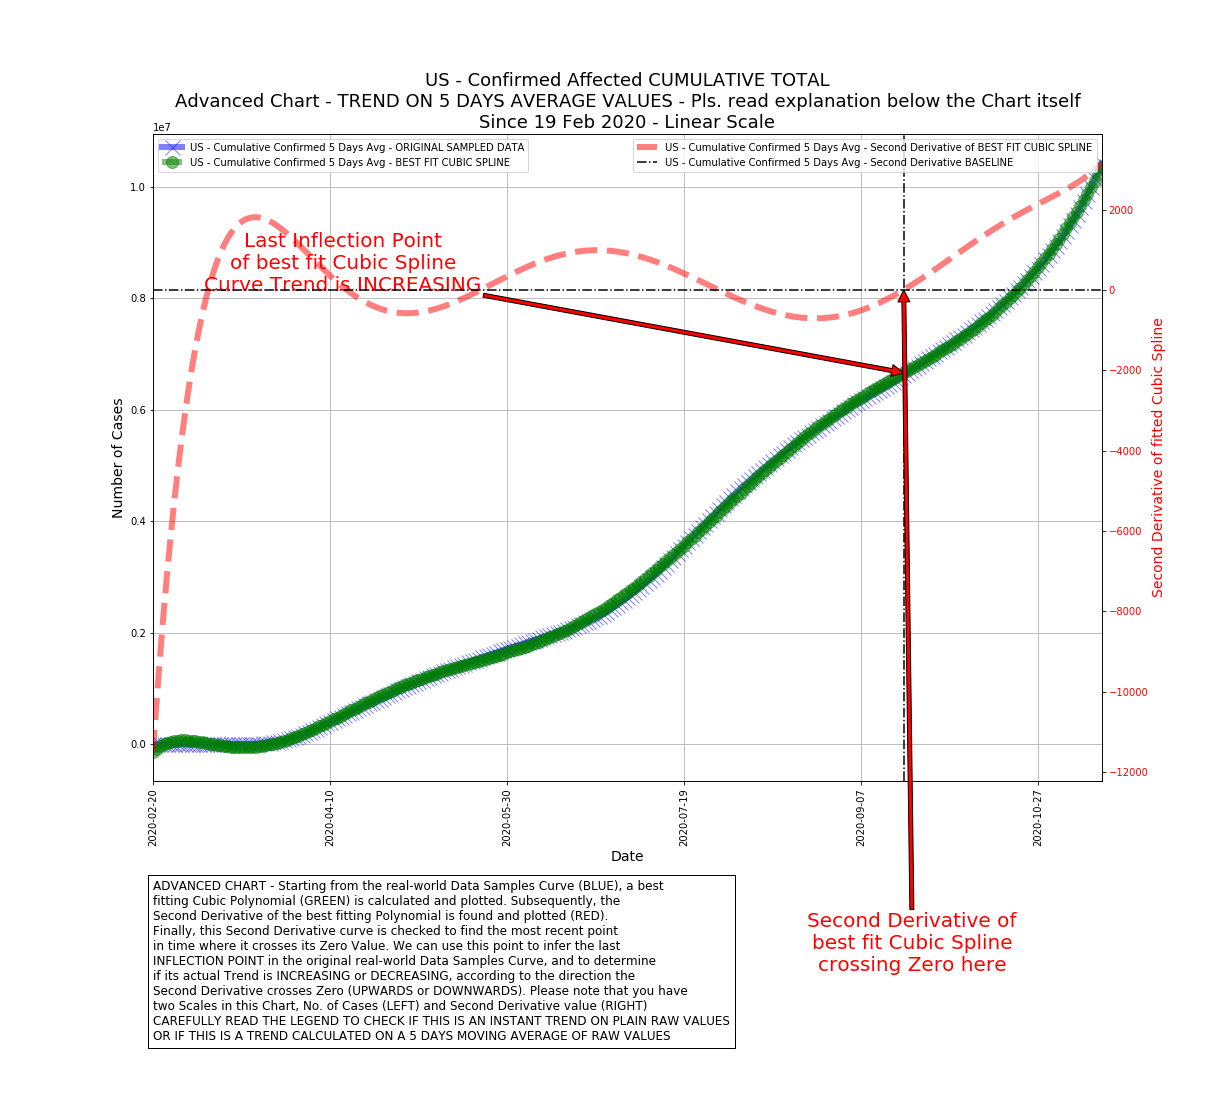 US - Confirmed Affected CUMULATIVE TOTAL
Advanced Chart - TREND ON 5 DAYS AVERAGE VALUES - Pls. read explanation below the Chart itself
Since 19 Feb 2020 - Linear Scale
1e7
US - Cumulative Confirmed 5 Days Avg - ORIGINAL SAMPLED DATA
US - Cumulative Confirmed 5 Days Avg - BEST FIT CUBIC SPLINE
US - Cumulative Confirmed 5 Days Avg - Second Derivative of BEST FIT CUBIC SPLINE
US - Cumulative Confirmed 5 Days Avg - Second Derivative BASELINE
Last Inflection Point
of best fit Cubic Spline
Curve Trend is INCREASING
Number of Cases
1.0
0.8
0.6
0.4
0.2
0.0
2000
0
−2000
−4000
−6000
−8000
−10000
−12000
Second Derivative of fitted Cubic Spline
2020-02-20
2020-04-10
2020-05-30
2020-07-19
2020-09-07
2020-10-27
Date
ADVANCED CHART - Starting from the real-world Data Samples Curve (BLUE), a best
fitting Cubic Polynomial (GREEN) is calculated and plotted. Subsequently, the
Second Derivative of the best fitting Polynomial is found and plotted (RED).
Finally, this Second Derivative curve is checked to find the most recent point
in time where it crosses its Zero Value. We can use this point to infer the last
INFLECTION POINT in the original real-world Data Samples Curve, and to determine
if its actual Trend is INCREASING or DECREASING, according to the direction the
Second Derivative crosses Zero (UPWARDS or DOWNWARDS). Please note that you have
two Scales in this Chart, No. of Cases (LEFT) and Second Derivative value (RIGHT)
CAREFULLY READ THE LEGEND TO CHECK IF THIS IS AN INSTANT TREND ON PLAIN RAW VALUES
OR IF THIS IS A TREND CALCULATED ON A 5 DAYS MOVING AVERAGE OF RAW VALUES
Second Derivative of
best fit Cubic Spline
crossing Zero here